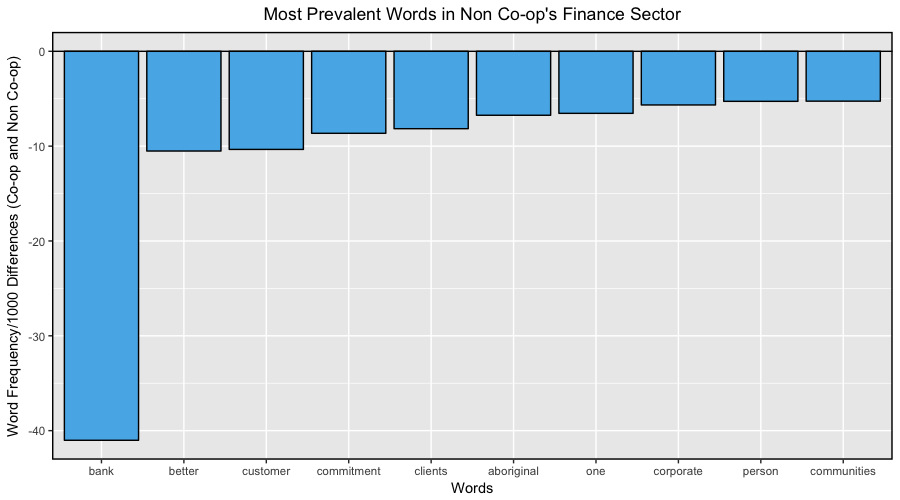 Most Prevalent Words in Non Co-op's Finance Sector
Word Frequency/1000 Differences (Co-op and Non Co-op)
0
-10
-20
-30
-40
bank better customer commitment clients aboriginal one corporate person communities
Words